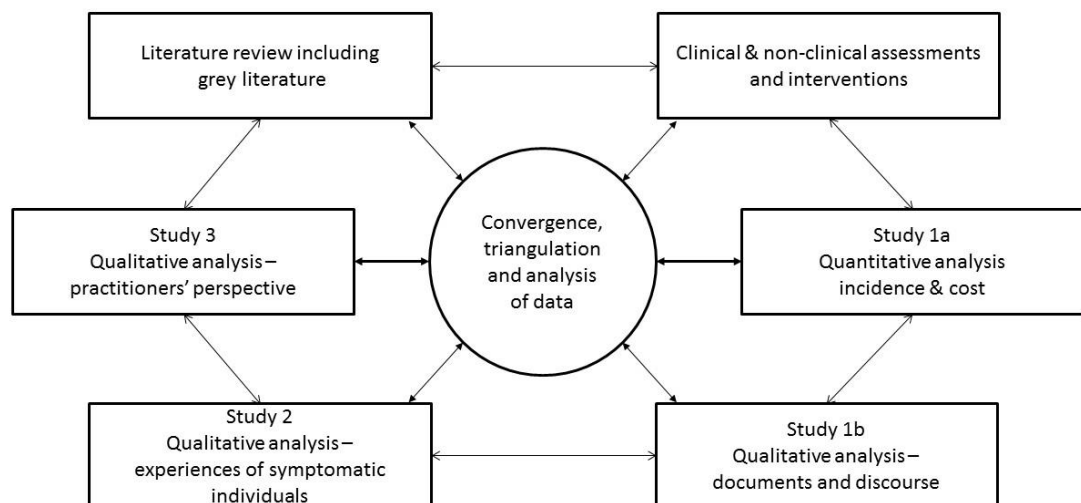 Literature review including
grey literature
Clinical & non-clinical assessments
and interventions
Study 3
Qualitative analysis –
practitioners’ perspective
Convergence,
triangulation
and analysis
of data
Study 1a
Quantitative analysis
incidence & cost
Study 2
Qualitative analysis –
experiences of symptomatic
individuals
Study 1b
Qualitative analysis –
documents and discourse